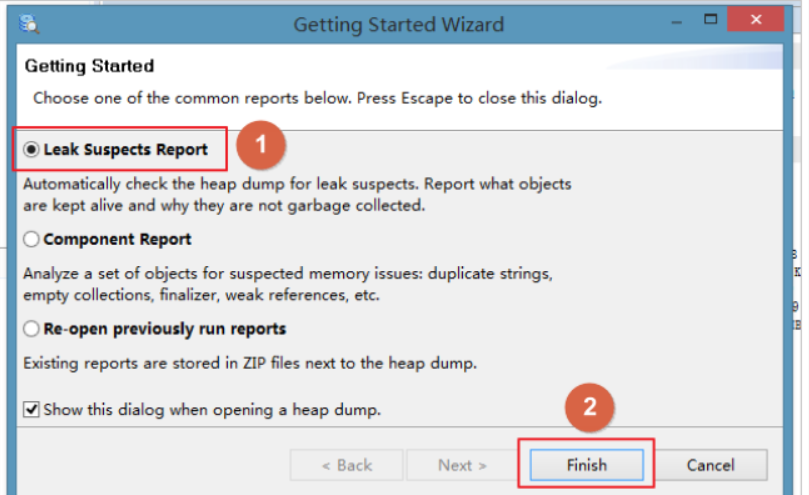 Getting Started Wizard
Getting Started
Choose one of the common reports below. Press Escape to close this dialog.
Leak Suspects Report
1
Automatically check the heap dump for leak suspects. Report what objects
are kept alive and why they are not garbage collected.
Component Report
Analyze a set of objects for suspected memory issues: duplicate strings,
empty collections, finalizer, weak references, etc.
Re-open previously run reports
Existing reports are stored in ZIP files next to the heap dump.
Show this dialog when opening a heap dump.
2
< Back
Next >
Finish
Cancel